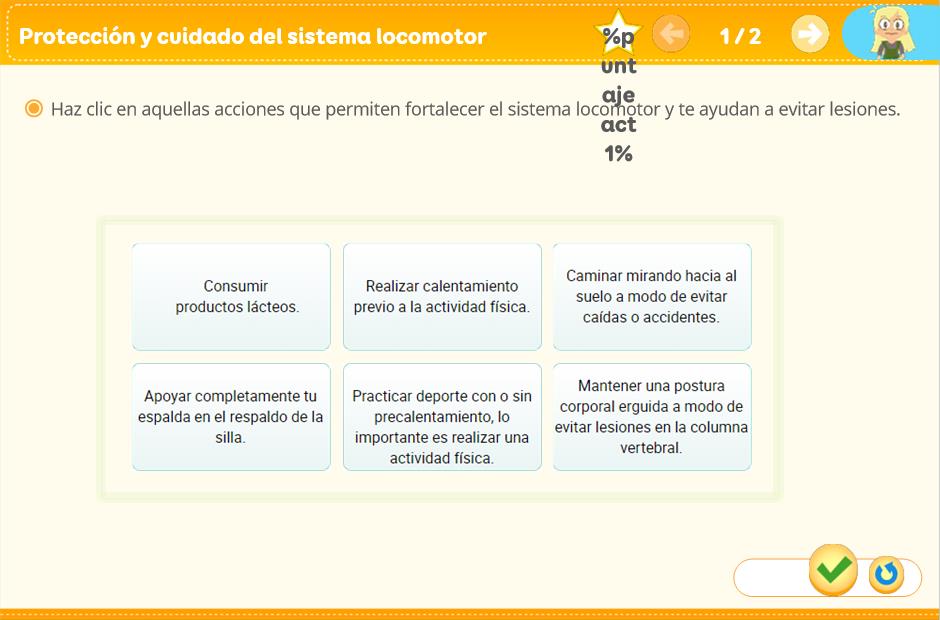 Protección y cuidado del sistema locomotor
%p
unt
aje
act
1%
1 / 2
Haz clic en aquellas acciones que permiten fortalecer el sistema locomotor y te ayudan a evitar lesiones.
Consumir
productos lácteos.
Realizar calentamiento
previo a la actividad física.
Caminar mirando hacia al
suelo a modo de evitar
caídas o accidentes.
Apoyar completamente tu
espalda en el respaldo de la
silla.
Practicar deporte con o sin
precalentamiento, lo
importante es realizar una
actividad física.
Mantener una postura
corporal erguida a modo de
evitar lesiones en la columna
vertebral.